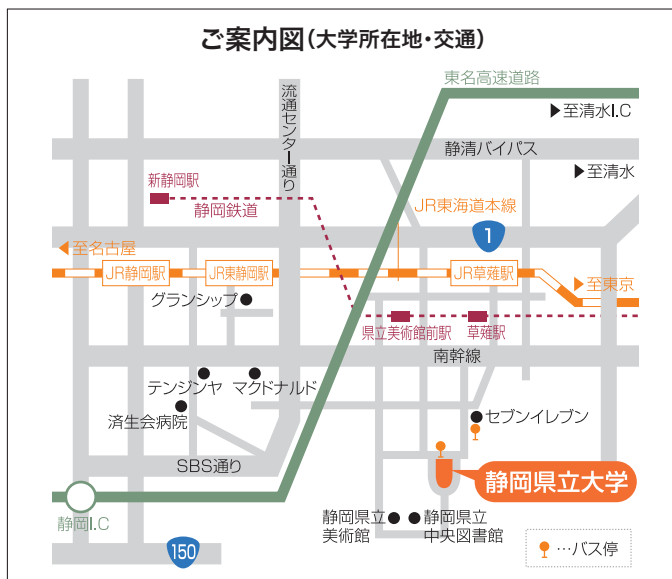 ご案内図(大学所在地・交通)
東名高速道路
流通センター通り
▶至清水I.C
静清バイパス
▶至清水
新静岡駅
静岡鉄道
JR東海道本線
1
◀至名古屋
JR静岡駅
JR東静岡駅
JR草薙駅
▶至東京
グランシップ
県立美術館前駅
草薙駅
南幹線
テンジンヤ
マクドナルド
済生会病院
セブンイレブン
SBS通り
静岡県立大学
静岡I.C
静岡県立
美術館
静岡県立
中央図書館
150
…バス停